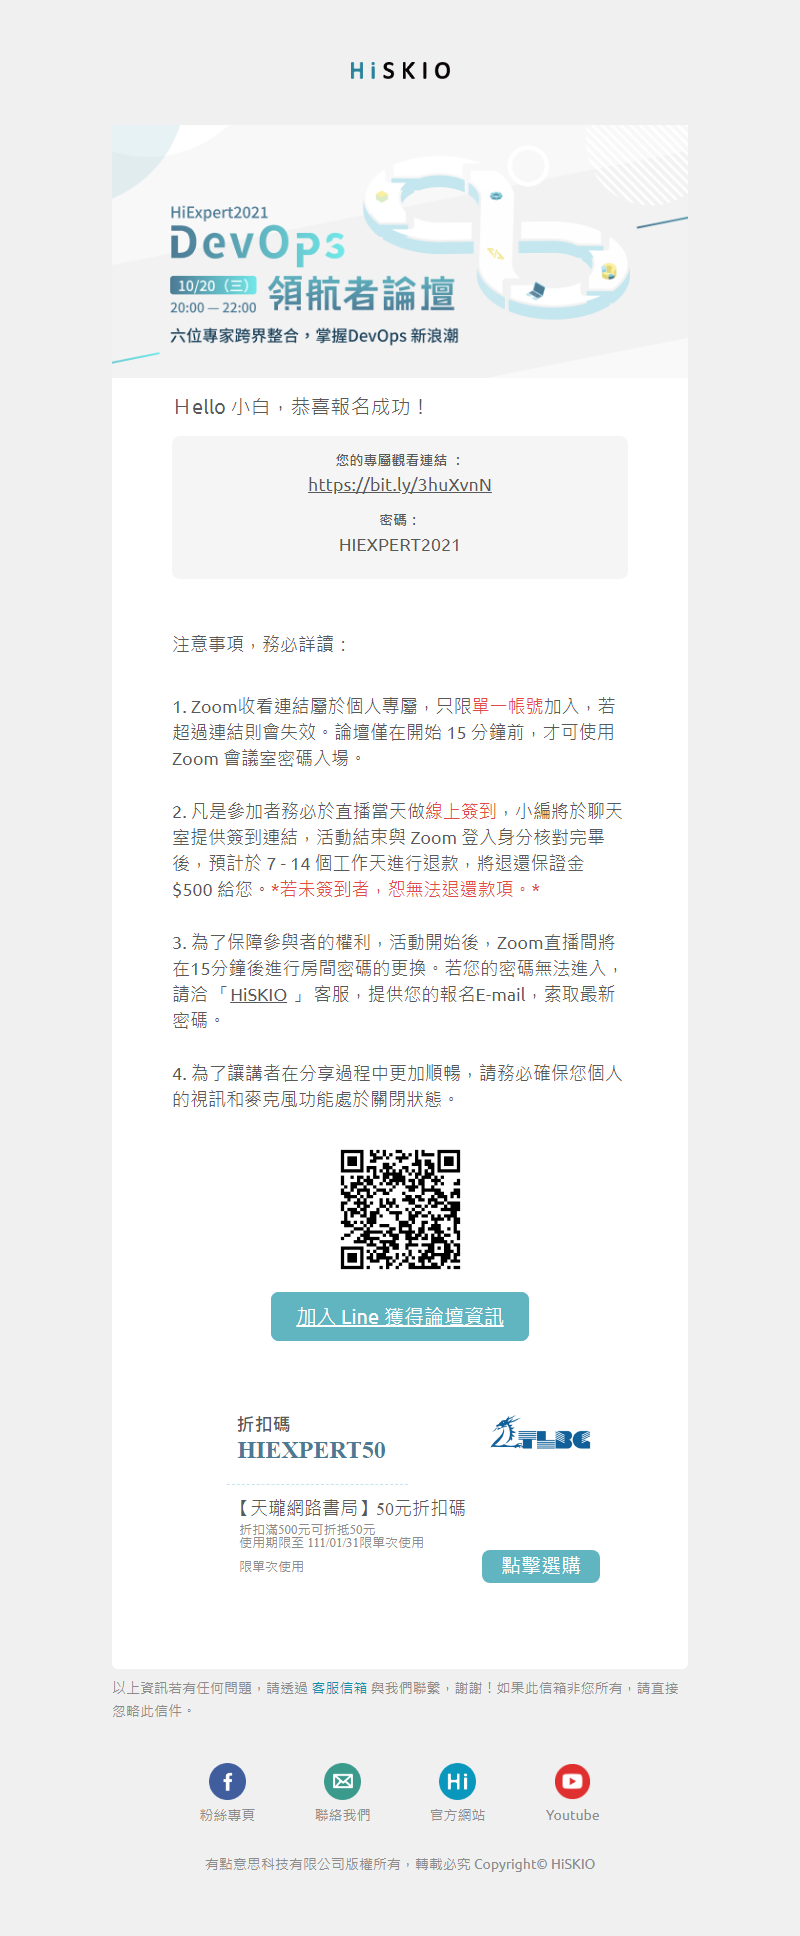 HiSKIO
HiExpert2021
DevOps
10/20（三）
20:00 — 22:00
領航者論壇
六位專家跨界整合，掌握DevOps 新浪潮
Hello 小白，恭喜報名成功！
您的專屬觀看連結 ：
https://bit.ly/3huXvnN
密碼：
HIEXPERT2021
注意事項，務必詳讀：
1. Zoom收看連結屬於個人專屬，只限單一帳號加入，若
超過連結則會失效。論壇僅在開始 15 分鐘前，才可使用
Zoom 會議室密碼入場。
2. 凡是參加者務必於直播當天做線上簽到，小編將於聊天
室提供簽到連結，活動結束與 Zoom 登入身分核對完畢
後，預計於 7 - 14 個工作天進行退款，將退還保證金
$500 給您。*若未簽到者，恕無法退還款項。*
3. 為了保障參與者的權利，活動開始後，Zoom直播間將
在15分鐘後進行房間密碼的更換。若您的密碼無法進入，
請洽「HiSKIO 」客服，提供您的報名E-mail，索取最新
密碼。
4. 為了讓講者在分享過程中更加順暢，請務必確保您個人
的視訊和麥克風功能處於關閉狀態。
加入 Line 獲得論壇資訊
折扣碼
HIEXPERT50
TLBC
【天瓏網路書局】50元折扣碼
折扣滿500元可折抵50元
使用期限至 111/01/31限單次使用
限單次使用
點擊選購
以上資訊若有任何問題，請透過 客服信箱 與我們聯繫，謝謝！如果此信箱非您所有，請直接
忽略此信件。
Hi
粉絲專頁
聯絡我們
官方網站
Youtube
有點意思科技有限公司版權所有，轉載必究 Copyright© HiSKIO